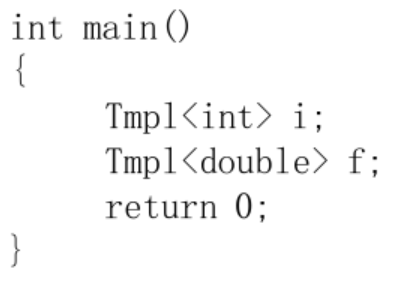 int main()
{
Tmpl<int> i;
Tmpl<double> f;
return 0;
}